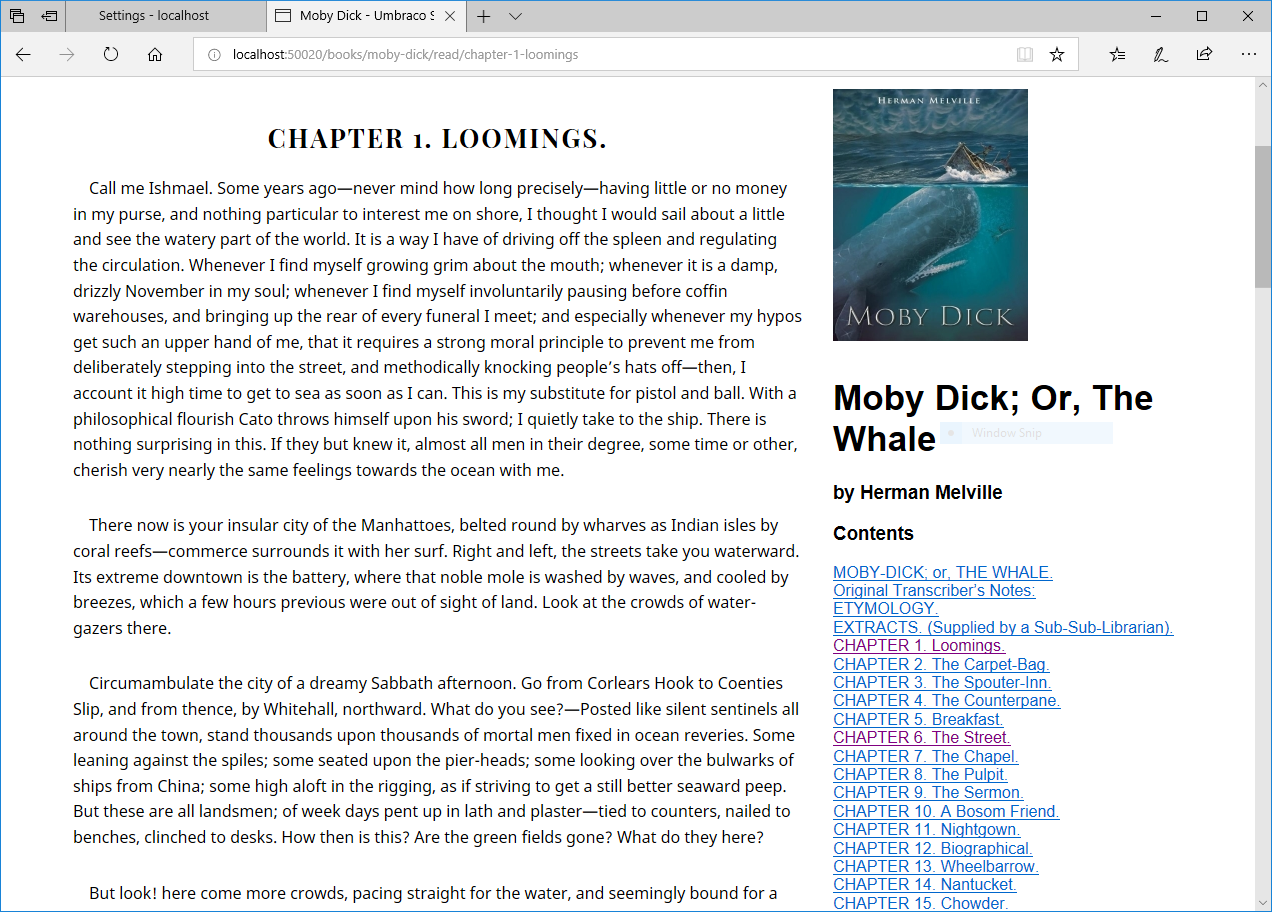 Settings - localhost
Moby Dick - Umbraco S
localhost:50020/books/moby-dick/read/chapter-1-loomings
CHAPTER 1. LOOMINGS.
Call me Ishmael. Some years ago—never mind how long precisely—having little or no money
in my purse, and nothing particular to interest me on shore, I thought I would sail about a little
and see the watery part of the world. It is a way I have of driving off the spleen and regulating
the circulation. Whenever I find myself growing grim about the mouth; whenever it is a damp,
drizzly November in my soul; whenever I find myself involuntarily pausing before coffin
warehouses, and bringing up the rear of every funeral I meet; and especially whenever my hypos
get such an upper hand of me, that it requires a strong moral principle to prevent me from
deliberately stepping into the street, and methodically knocking people’s hats off—then, I
account it high time to get to sea as soon as I can. This is my substitute for pistol and ball. With a
philosophical flourish Cato throws himself upon his sword; I quietly take to the ship. There is
nothing surprising in this. If they but knew it, almost all men in their degree, some time or other,
cherish very nearly the same feelings towards the ocean with me.
There now is your insular city of the Manhattoes, belted round by wharves as Indian isles by
coral reefs—commerce surrounds it with her surf. Right and left, the streets take you waterward.
Its extreme downtown is the battery, where that noble mole is washed by waves, and cooled by
breezes, which a few hours previous were out of sight of land. Look at the crowds of water-
gazers there.
Circumambulate the city of a dreamy Sabbath afternoon. Go from Corlears Hook to Coenties
Slip, and from thence, by Whitehall, northward. What do you see?—Posted like silent sentinels all
around the town, stand thousands upon thousands of mortal men fixed in ocean reveries. Some
leaning against the spiles; some seated upon the pier-heads; some looking over the bulwarks of
ships from China; some high aloft in the rigging, as if striving to get a still better seaward peep.
But these are all landsmen; of week days pent up in lath and plaster—tied to counters, nailed to
benches, clinched to desks. How then is this? Are the green fields gone? What do they here?
But look! here come more crowds, pacing straight for the water, and seemingly bound for a
HERMAN MELVILLE
MOBY DICK
Moby Dick; Or, The
Whale
Window Snip
by Herman Melville
Contents
MOBY-DICK; or, THE WHALE.
Original Transcriber’s Notes:
ETYMOLOGY.
EXTRACTS. (Supplied by a Sub-Sub-Librarian).
CHAPTER 1. Loomings.
CHAPTER 2. The Carpet-Bag.
CHAPTER 3. The Spouter-Inn.
CHAPTER 4. The Counterpane.
CHAPTER 5. Breakfast.
CHAPTER 6. The Street.
CHAPTER 7. The Chapel.
CHAPTER 8. The Pulpit.
CHAPTER 9. The Sermon.
CHAPTER 10. A Bosom Friend.
CHAPTER 11. Nightgown.
CHAPTER 12. Biographical.
CHAPTER 13. Wheelbarrow.
CHAPTER 14. Nantucket.
CHAPTER 15. Chowder.